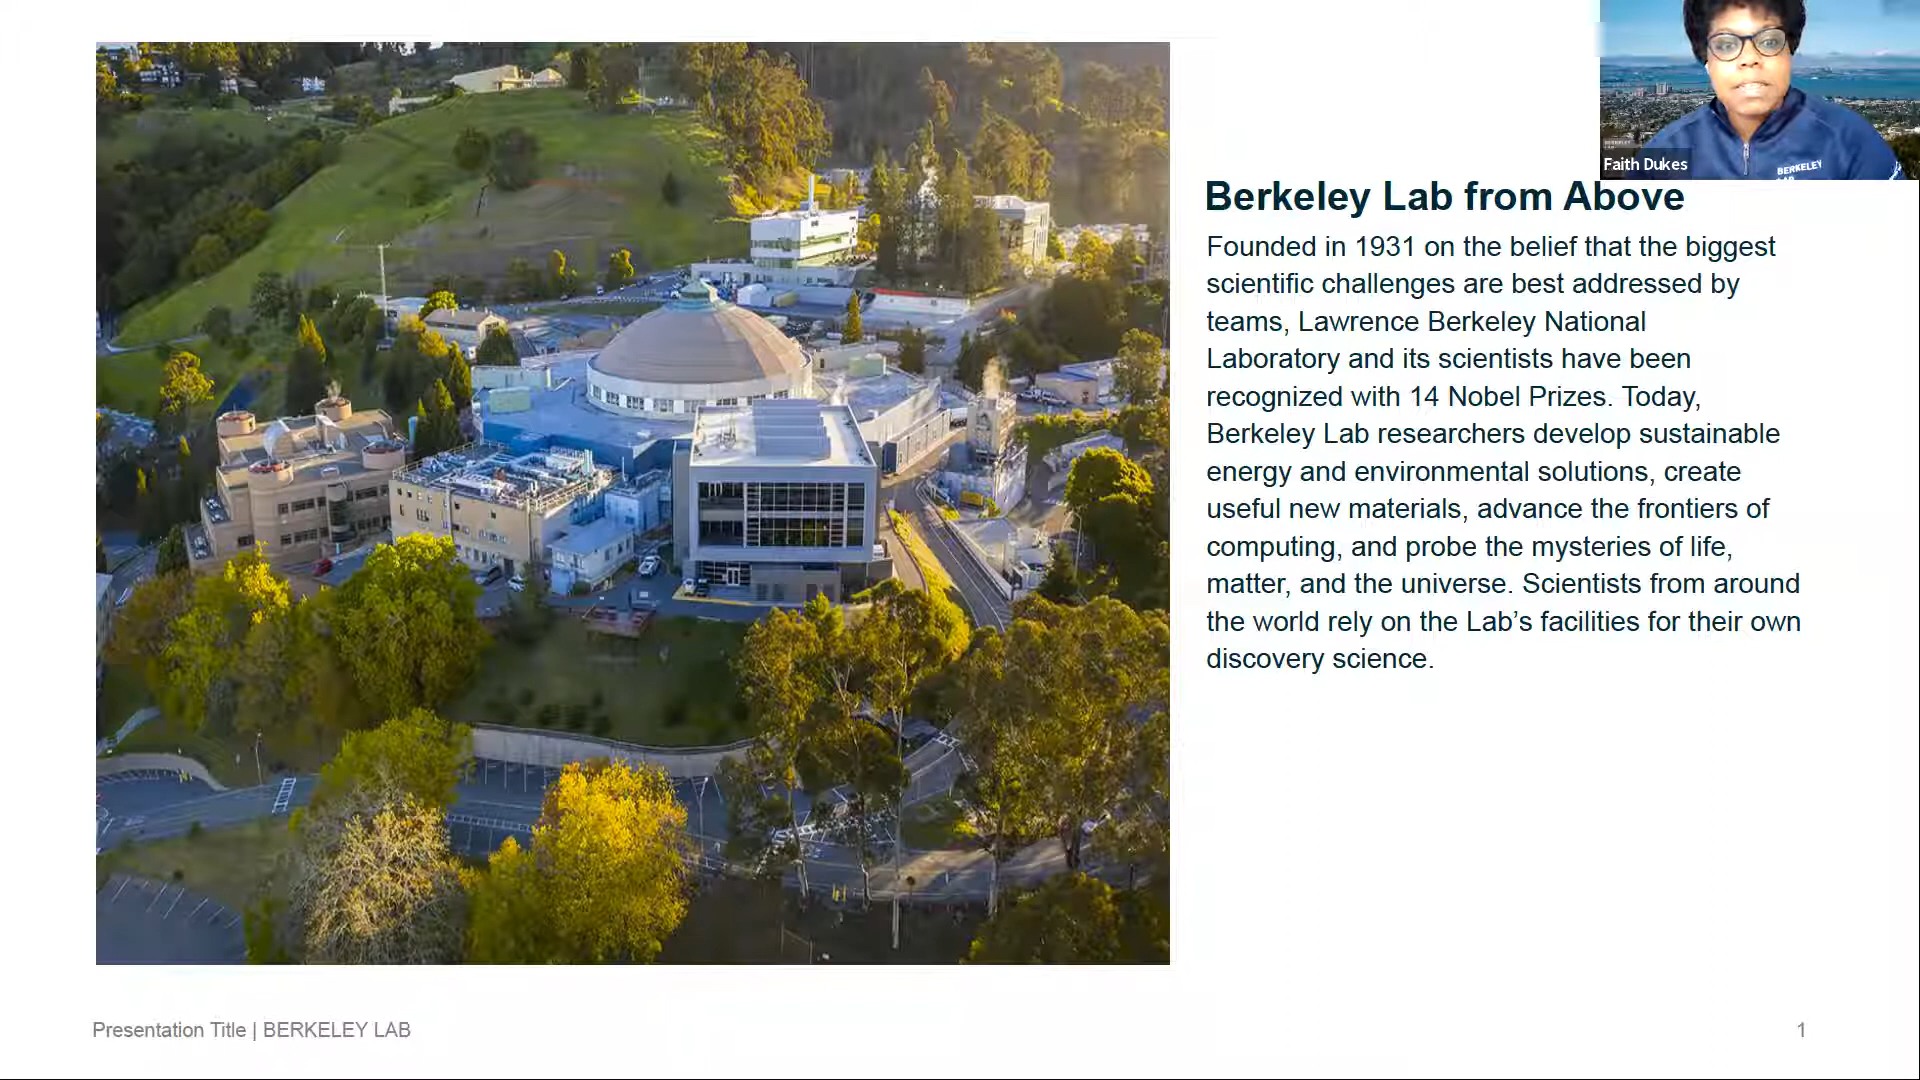 Faith Dukes
BERKELEY
LAB
Berkeley Lab from Above
Founded in 1931 on the belief that the biggest
scientific challenges are best addressed by
teams, Lawrence Berkeley National
Laboratory and its scientists have been
recognized with 14 Nobel Prizes. Today,
Berkeley Lab researchers develop sustainable
energy and environmental solutions, create
useful new materials, advance the frontiers of
computing, and probe the mysteries of life,
matter, and the universe. Scientists from around
the world rely on the Lab’s facilities for their own
discovery science.
Presentation Title | BERKELEY LAB
1